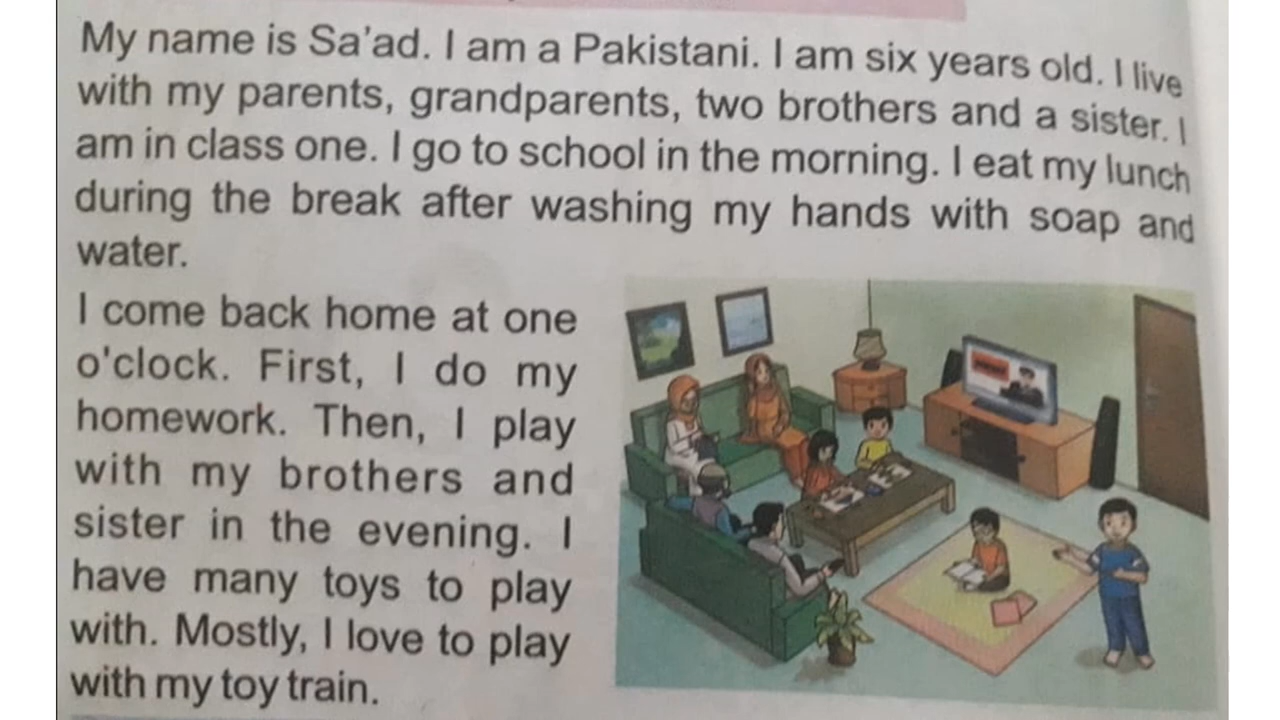 My name is Sa'ad. I am a Pakistani. I am six years old. I live
with my parents, grandparents, two brothers and a sister. I
am in class one. I go to school in the morning. I eat my lunch
during the break after washing my hands with soap and
water.
I come back home at one
o'clock. First, I do my
homework. Then, I play
with my brothers and
sister in the evening. I
have many toys to play
with. Mostly, I love to play
with my toy train.